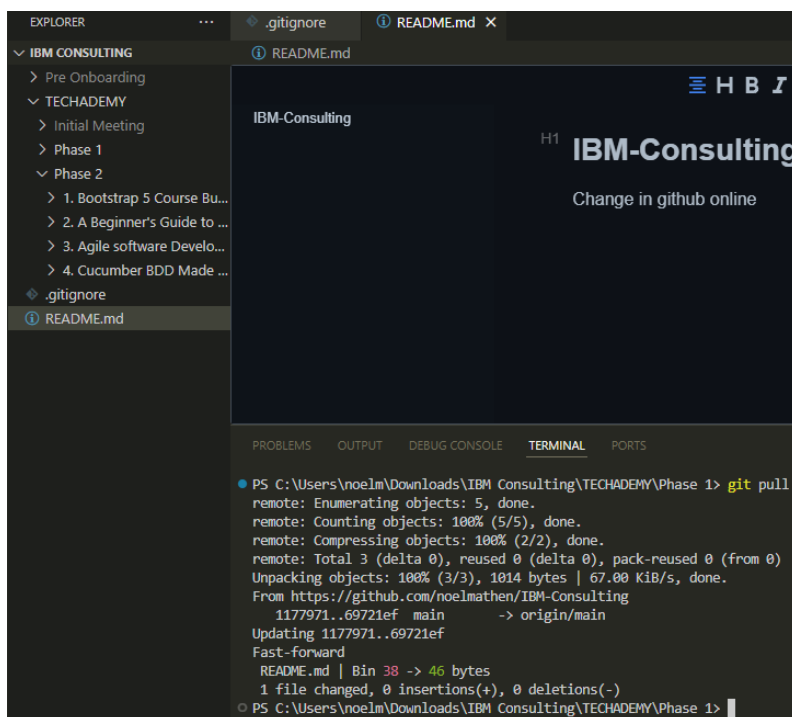 EXPLORER ...
.gitignore
README.md
IBM CONSULTING
README.md
Pre Onboarding
TECHADEMY
Initial Meeting
Phase 1
Phase 2
1. Bootstrap 5 Course Bu...
2. A Beginner's Guide to ...
3. Agile software Develo...
4. Cucumber BDD Made ...
.gitignore
README.md
H B I
IBM-Consulting
H1 IBM-Consulting
Change in github online
PROBLEMS OUTPUT DEBUG CONSOLE TERMINAL PORTS
PS C:\Users\noelm\Downloads\IBM Consulting\TECHADEMY\Phase 1> git pull
remote: Enumerating objects: 5, done.
remote: Counting objects: 100% (5/5), done.
remote: Compressing objects: 100% (2/2), done.
remote: Total 3 (delta 0), reused 0 (delta 0), pack-reused 0 (from 0)
Unpacking objects: 100% (3/3), 1014 bytes | 67.00 KiB/s, done.
From https://github.com/noelmathen/IBM-Consulting
1177971..69721ef main -> origin/main
Updating 1177971..69721ef
Fast-forward
README.md | Bin 38 -> 46 bytes
1 file changed, 0 insertions(+), 0 deletions(-)
PS C:\Users\noelm\Downloads\IBM Consulting\TECHADEMY\Phase 1>